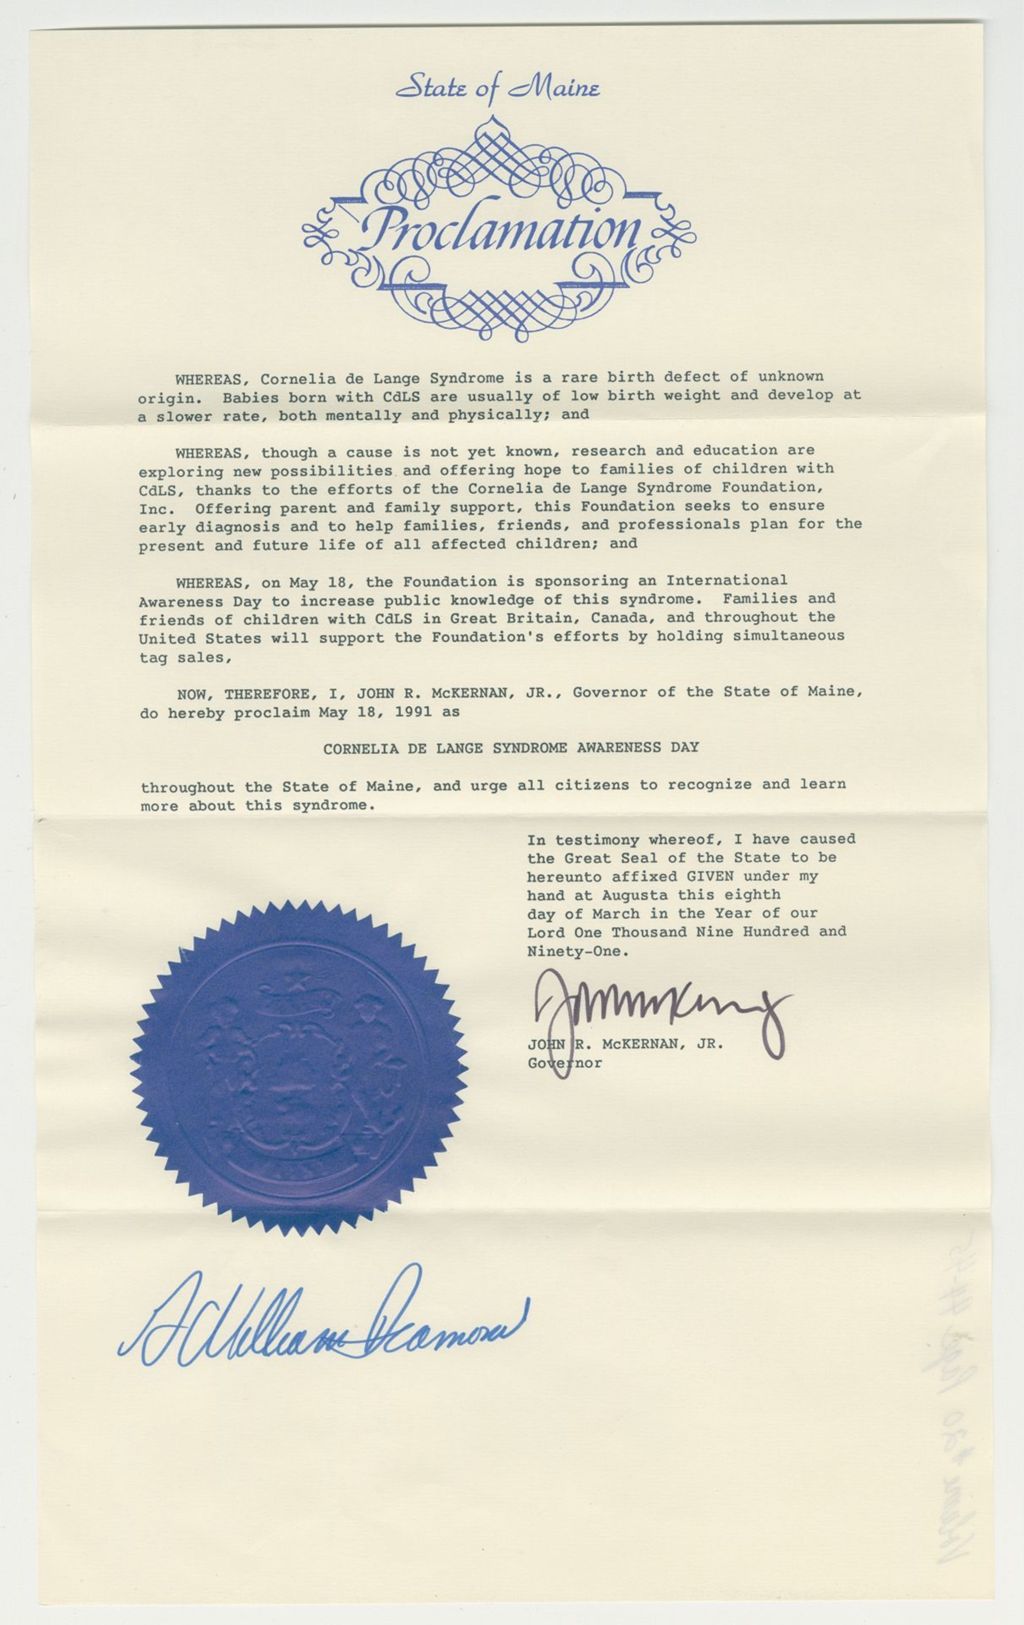 State of Maine
Proclamation
WHEREAS, Cornelia de Lange Syndrome is a rare birth defect of unknown
origin. Babies born with CdLS are usually of low birth weight and develop at
a slower rate, both mentally and physically; and
WHEREAS, though a cause is not yet known, research and education are
exploring new possibilities and offering hope to families of children with
CdLS, thanks to the efforts of the Cornelia de Lange Syndrome Foundation,
Inc. Offering parent and family support, this Foundation seeks to ensure
early diagnosis and to help families, friends, and professionals plan for the
present and future life of all affected children; and
WHEREAS, on May 18, the Foundation is sponsoring an International
Awareness Day to increase public knowledge of this syndrome. Families and
friends of children with CdLS in Great Britain, Canada, and throughout the
United States will support the Foundation's efforts by holding simultaneous
tag sales,
NOW, THEREFORE, I, JOHN R. McKERNAN, JR., Governor of the State of Maine,
do hereby proclaim May 18, 1991 as
CORNELIA DE LANGE SYNDROME AWARENESS DAY
throughout the State of Maine, and urge all citizens to recognize and learn
more about this syndrome.
In testimony whereof, I have caused
the Great Seal of the State to be
hereunto affixed GIVEN under my
hand at Augusta this eighth
day of March in the Year of our
Lord One Thousand Nine Hundred and
Ninety-One.
JOHN R. McKERNAN, JR.
Governor